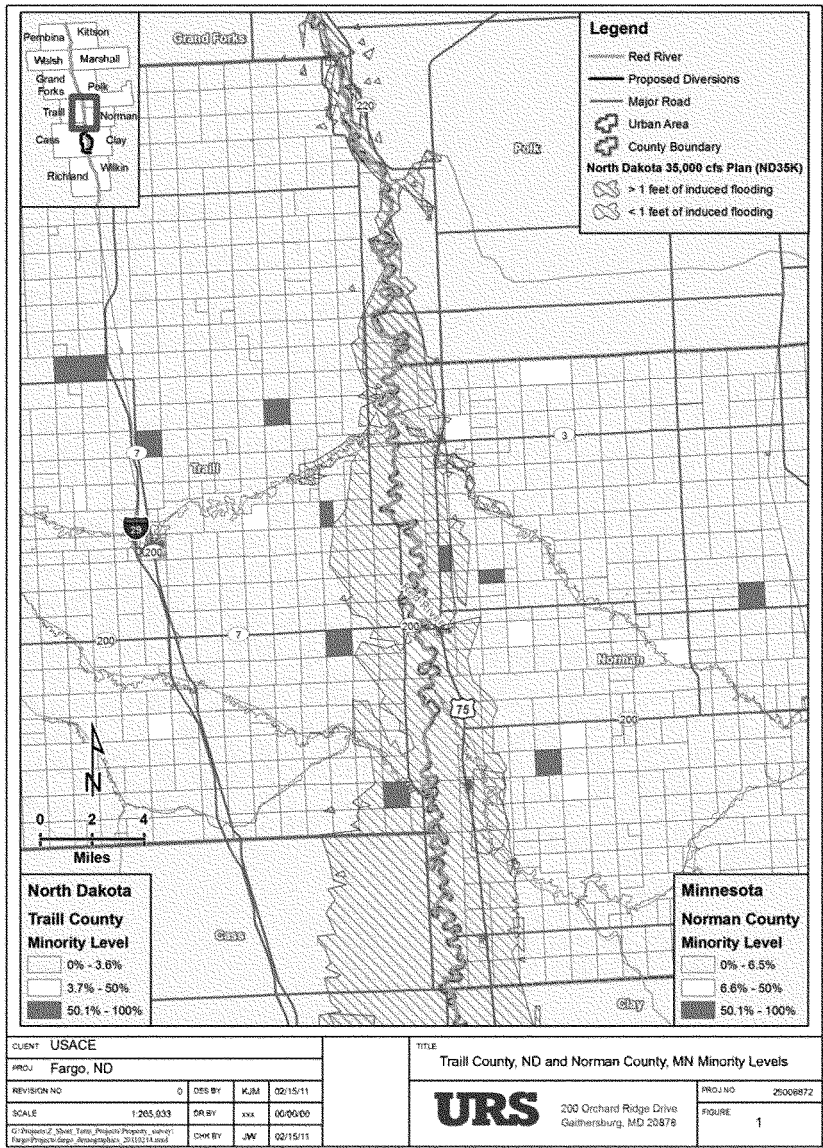 Pembina
Kittson
Walsh
Marshall
Grand
Forks
Polk
Traill
Norman
Cass
Clay
Richland
Wilkin
Grand Forks
220
Polk
Legend
Red River
Proposed Diversions
Major Road
Urban Area
County Boundary
North Dakota 35,000 cfs Plan (ND35K)
> 1 feet of induced flooding
< 1 feet of induced flooding
7
Traill
3
29
200
200
7
200
Norman
75
200
N
0 2 4
Miles
Cass
Clay
North Dakota
Traill County
Minority Level
0% - 3.6%
3.7% - 50%
50.1% - 100%
Minnesota
Norman County
Minority Level
0% - 6.5%
6.6% - 50%
50.1% - 100%
CLIENT USACE
PROJ Fargo, ND
REVISION NO 0 DES BY KJM 02/15/11
SCALE 1:265,933 DR BY xxx 00/00/00
CHK BY JW 02/15/11
TITLE
Traill County, ND and Norman County, MN Minority Levels
URS
200 Orchard Ridge Drive
Gaithersburg, MD 20878
PROJ NO 25006872
FIGURE 1